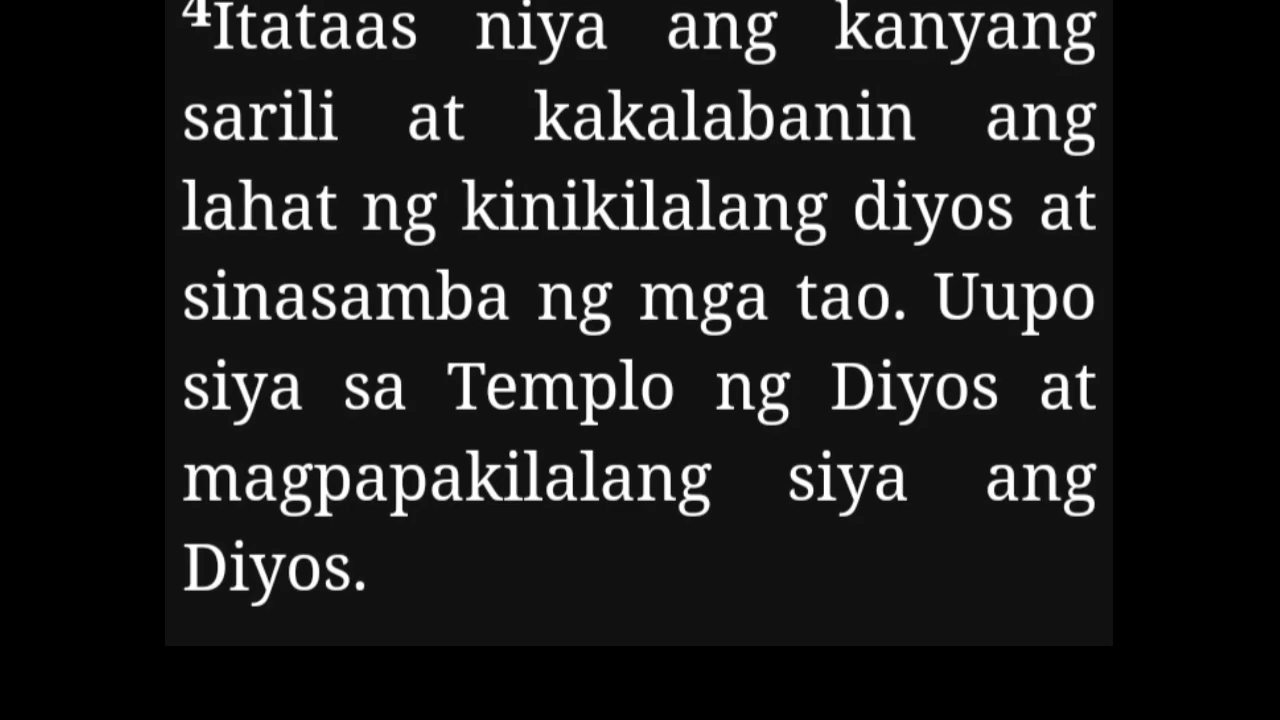 ⁴Itataas niya ang kanyang
sarili at kakalabanin ang
lahat ng kinikilalang diyos at
sinasamba ng mga tao. Uupo
siya sa Templo ng Diyos at
magpapakilalang siya ang
Diyos.